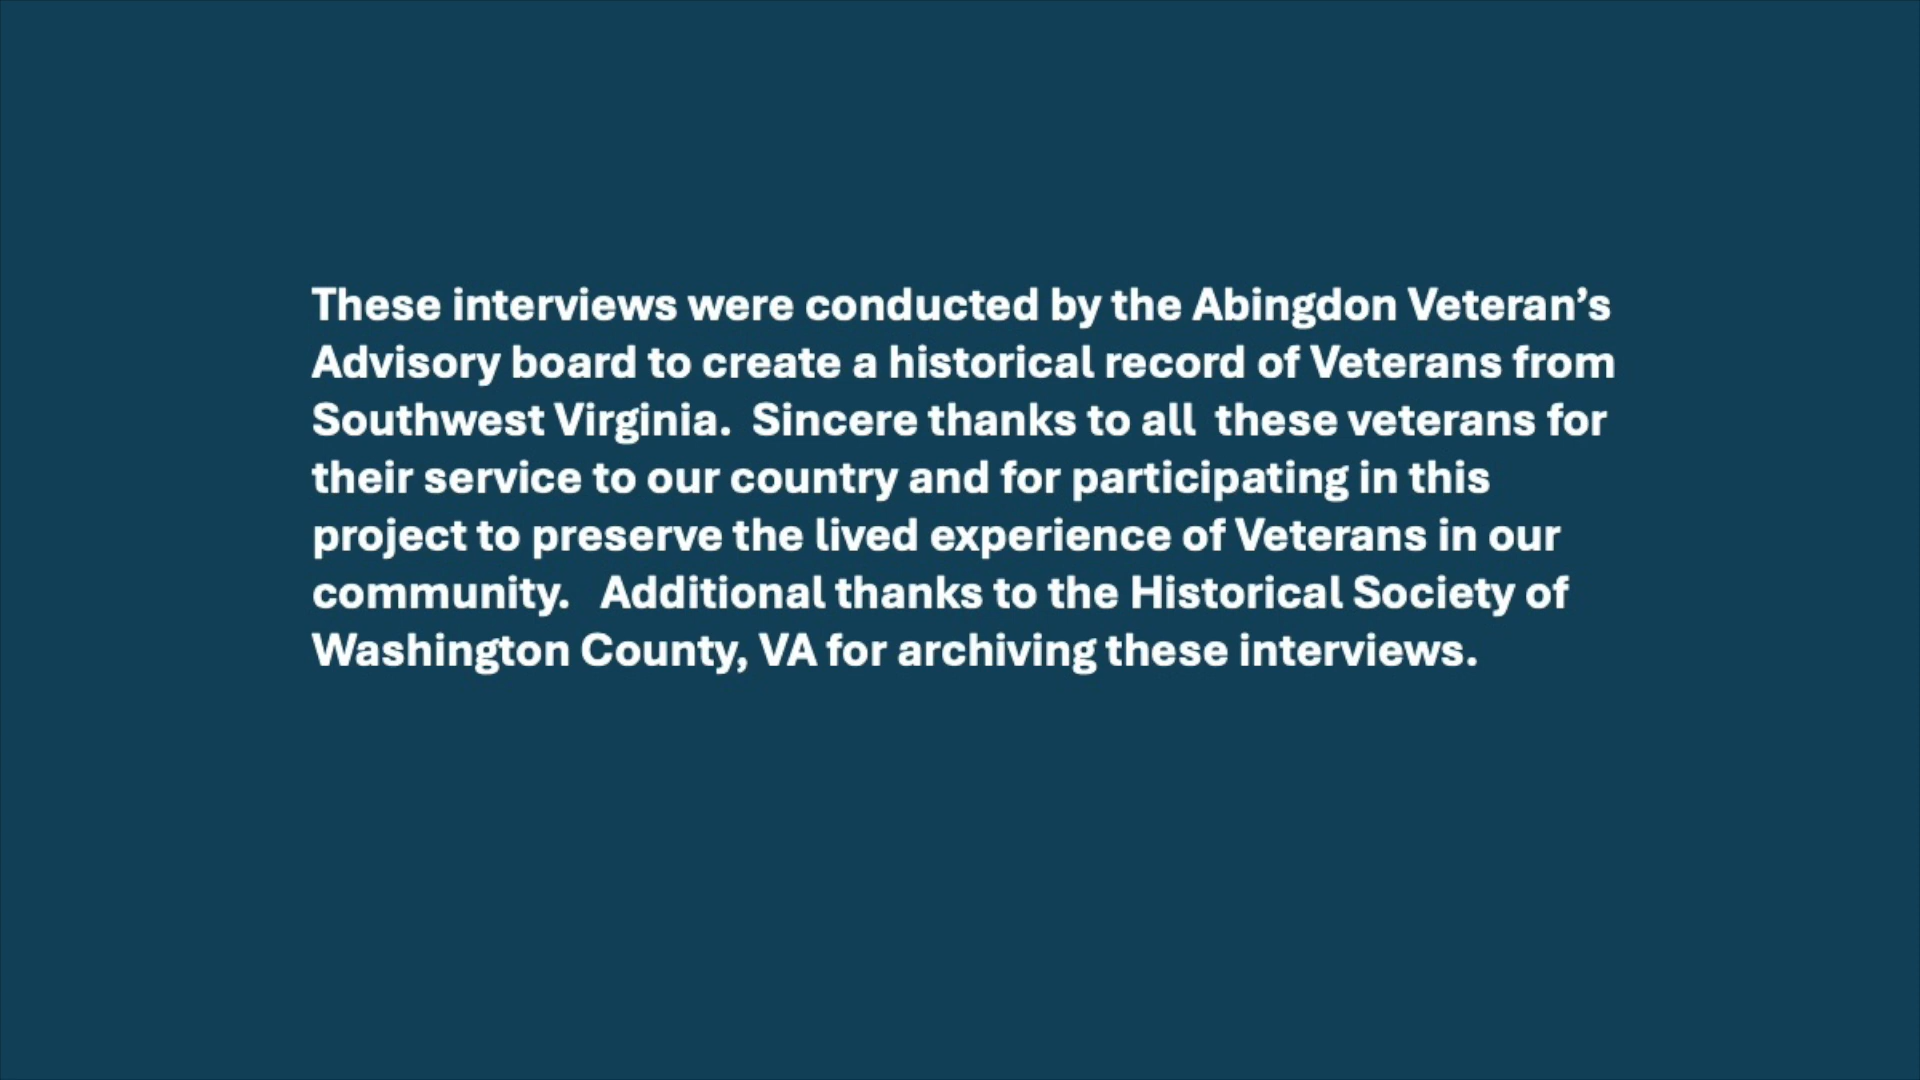 These interviews were conducted by the Abingdon Veteran’s
Advisory board to create a historical record of Veterans from
Southwest Virginia.  Sincere thanks to all  these veterans for
their service to our country and for participating in this
project to preserve the lived experience of Veterans in our
community.   Additional thanks to the Historical Society of
Washington County, VA for archiving these interviews.